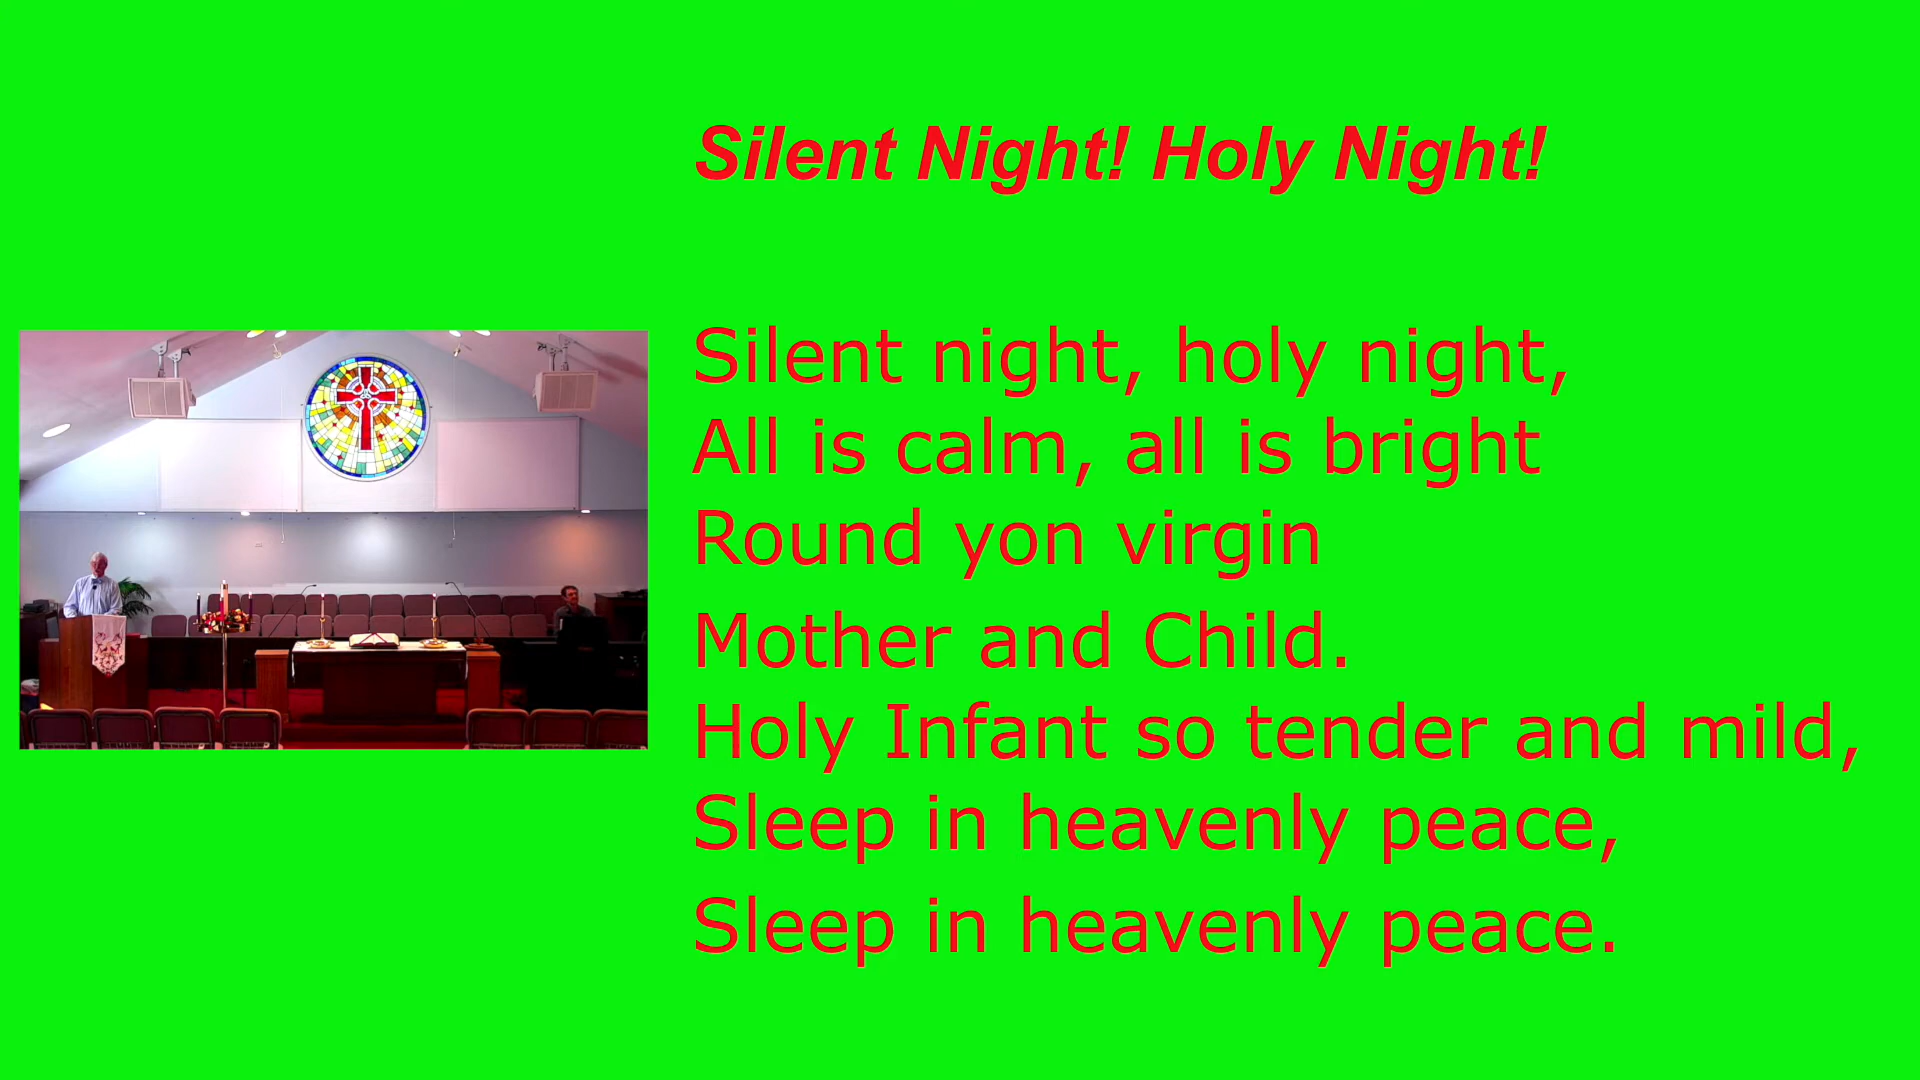 Silent Night! Holy Night!
Silent night, holy night,
All is calm, all is bright
Round yon virgin
Mother and Child.
Holy Infant so tender and mild,
Sleep in heavenly peace,
Sleep in heavenly peace.